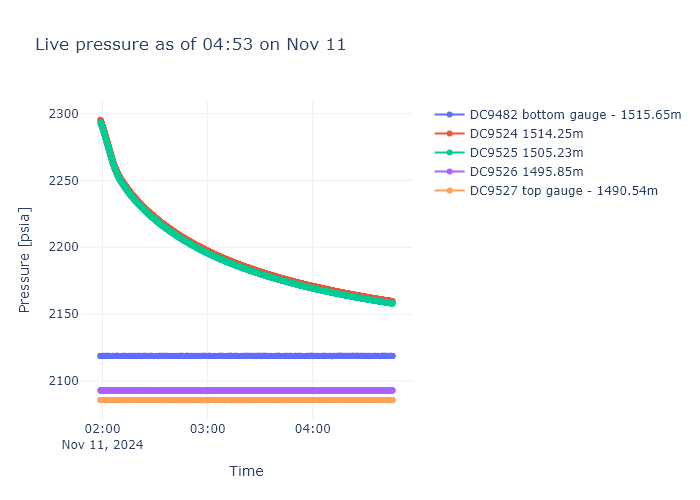 Live pressure as of 04:53 on Nov 11
2300
2250
2200
2150
2100
Pressure [psia]
02:00
Nov 11, 2024
03:00
04:00
Time
DC9482 bottom gauge - 1515.65m
DC9524 1514.25m
DC9525 1505.23m
DC9526 1495.85m
DC9527 top gauge - 1490.54m